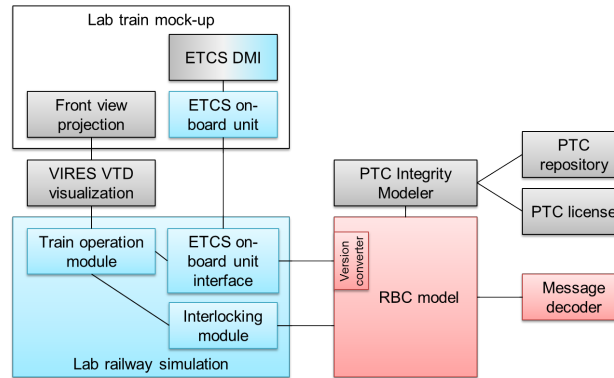 Lab train mock-up
ETCS DMI
Front view
projection
ETCS on-
board unit
VIRES VTD
visualization
PTC Integrity
Modeler
PTC
repository
PTC license
Train operation
module
ETCS on-
board unit
interface
Version
converter
RBC model
Message
decoder
Interlocking
module
Lab railway simulation